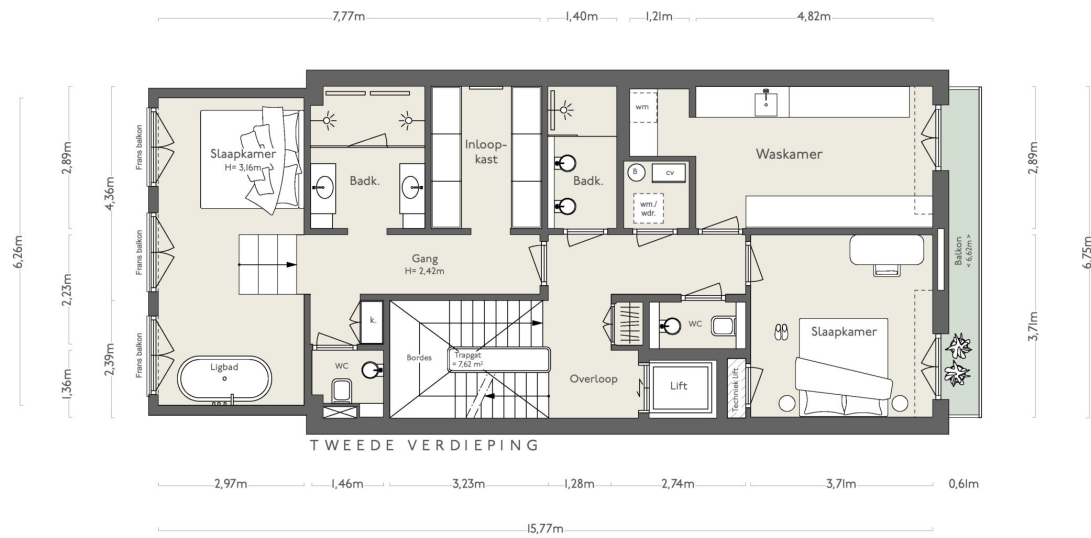 7,77m
1,40m
1,21m
4,82m
6,26m
2,89m
2,23m
1,36m
4,36m
2,39m
Frans balkon
Frans balkon
Frans balkon
Slaapkamer
H= 3,16m
Badk.
Inloop-
kast
Badk.
wm
B
cv
wm./
wdr.
Waskamer
Gang
H= 2,42m
k.
WC
Ligbad
Bordes
Trapgat
= 7,62 m²
Overloop
WC
Lift
Techniek lift
Slaapkamer
Balkon
< 6,62m >
2,89m
3,71m
6,75m
TWEEDE VERDIEPING
2,97m
1,46m
3,23m
1,28m
2,74m
3,71m
0,61m
15,77m